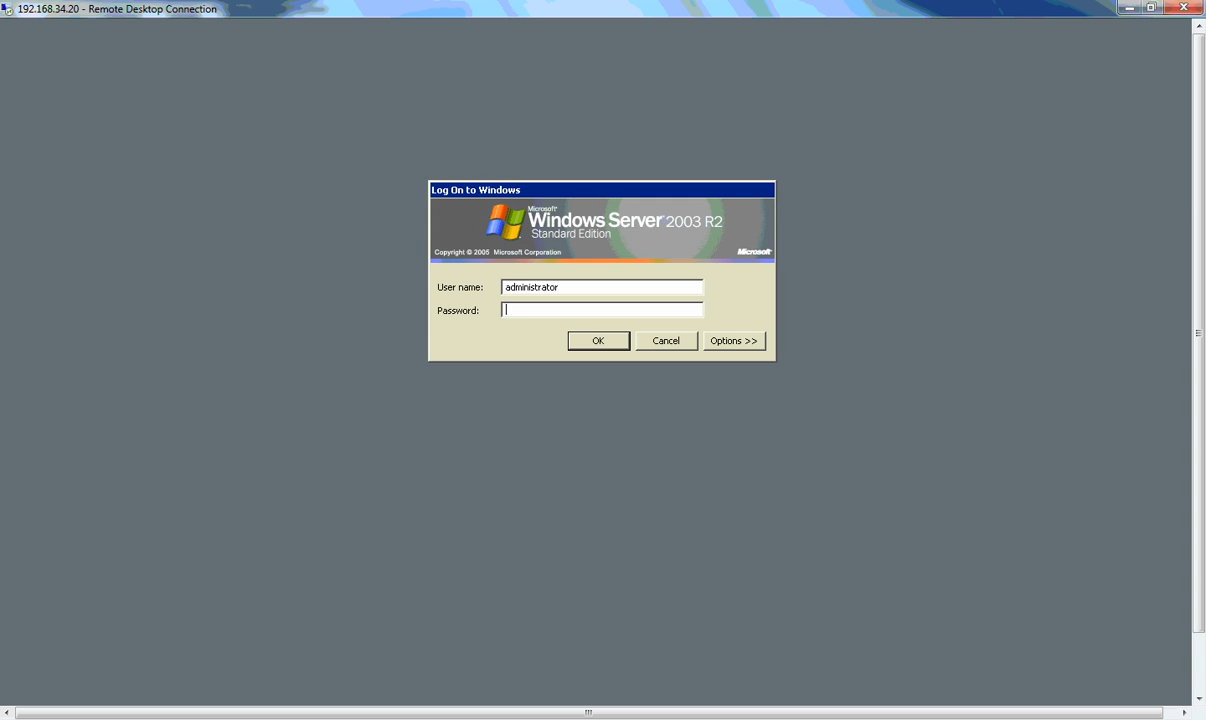 192.168.34.20 - Remote Desktop Connection
Log On to Windows
Microsoft
Windows Server 2003 R2
Standard Edition
Copyright © 2005 Microsoft Corporation Microsoft
User name: administrator
Password:
OK Cancel Options >>